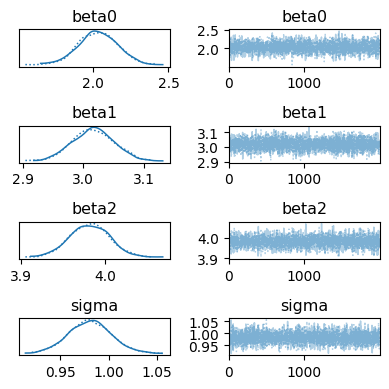 beta0 beta0
2.5
2.0
2.0 2.5 0 1000
beta1 beta1
3.1
3.0
2.9
2.9 3.0 3.1 0 1000
beta2 beta2
4.0
3.9
3.9 4.0 0 1000
sigma sigma
1.05
1.00
0.95
0.95 1.00 1.05 0 1000